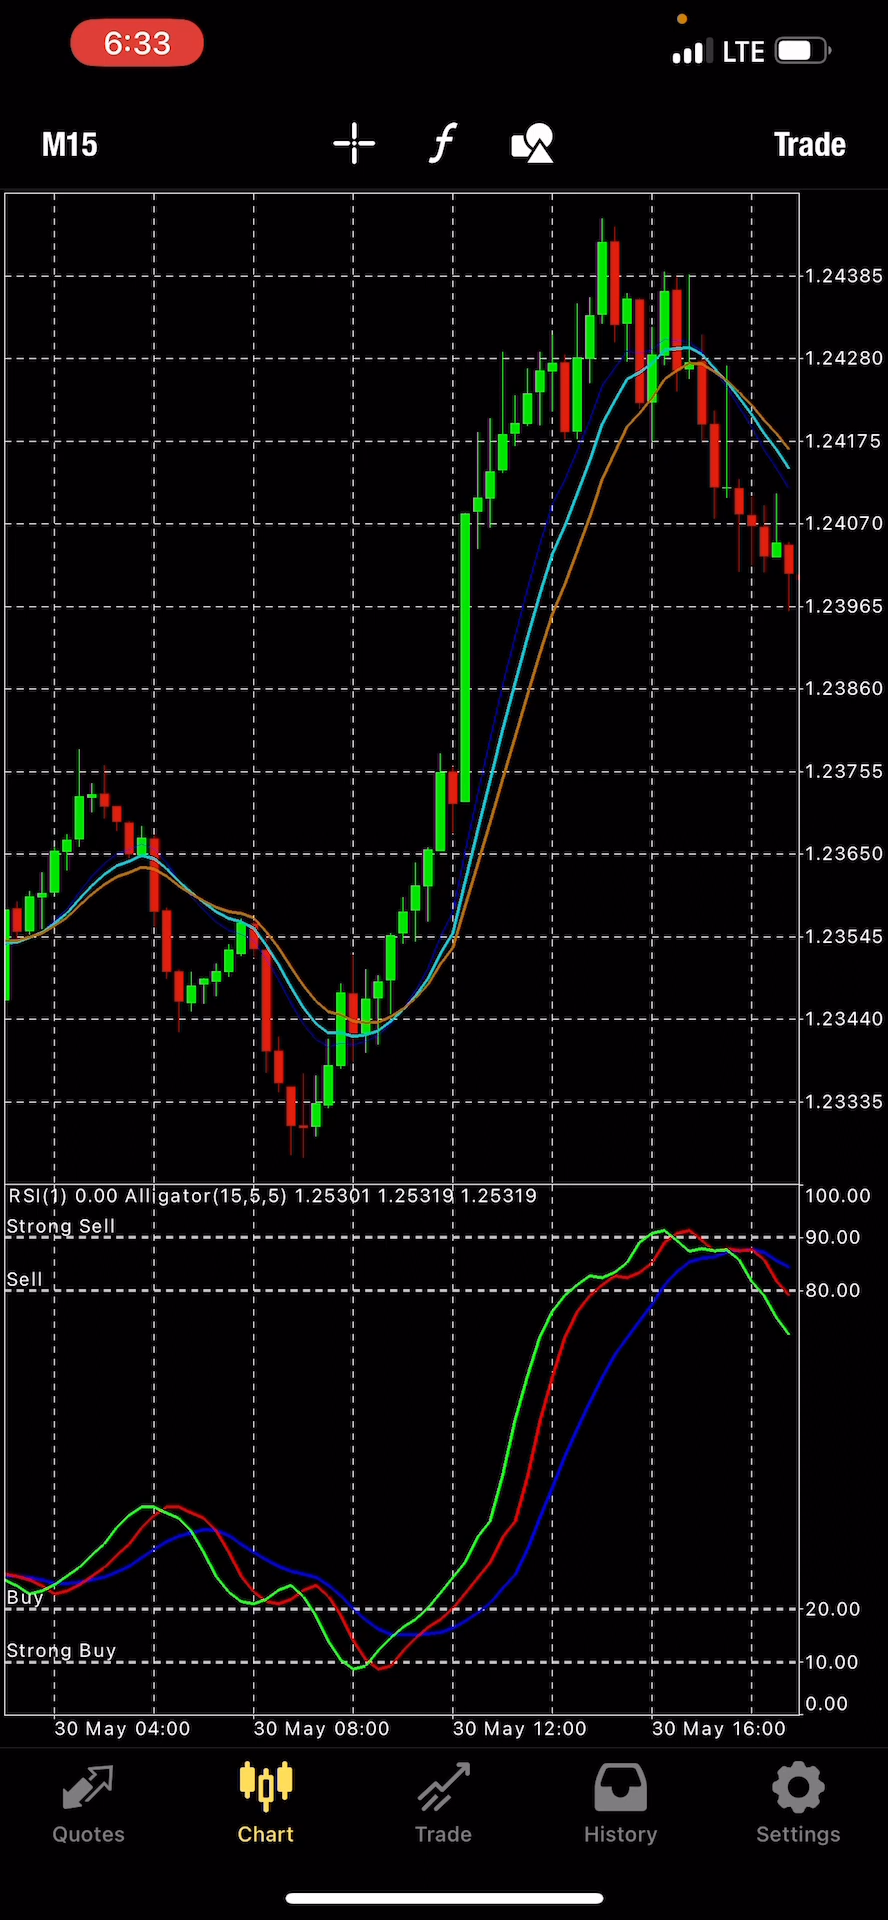 6:33
LTE
M15
f
Trade
1.24385
1.24280
1.24175
1.24070
1.23965
1.23860
1.23755
1.23650
1.23545
1.23440
1.23335
RSI(1) 0.00 Alligator(15,5,5) 1.25301 1.25319 1.25319
100.00
Strong Sell
90.00
Sell
80.00
Buy
20.00
Strong Buy
10.00
0.00
30 May 04:00
30 May 08:00
30 May 12:00
30 May 16:00
Quotes
Chart
Trade
History
Settings